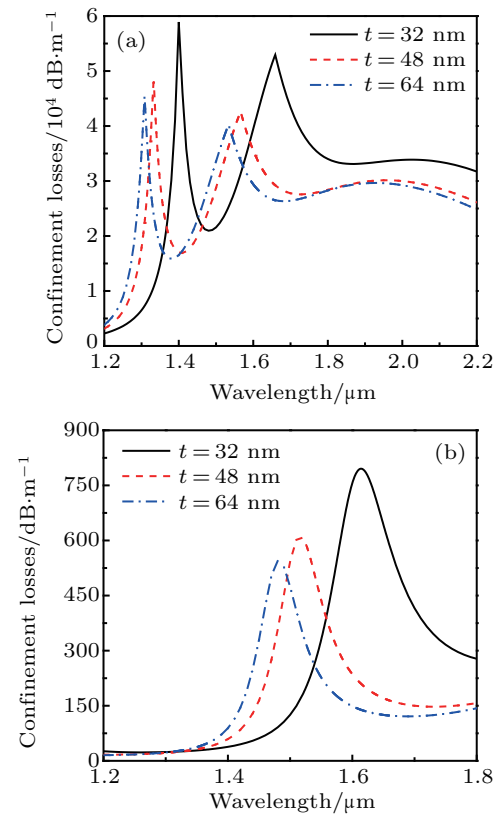 (a)
t = 32 nm
t = 48 nm
t = 64 nm
Confinement losses/10⁴ dB·m⁻¹
6
5
4
3
2
1
0
1.2 1.4 1.6 1.8 2.0 2.2
Wavelength/μm
(b)
t = 32 nm
t = 48 nm
t = 64 nm
Confinement losses/dB·m⁻¹
900
750
600
450
300
150
0
1.2 1.4 1.6 1.8
Wavelength/μm